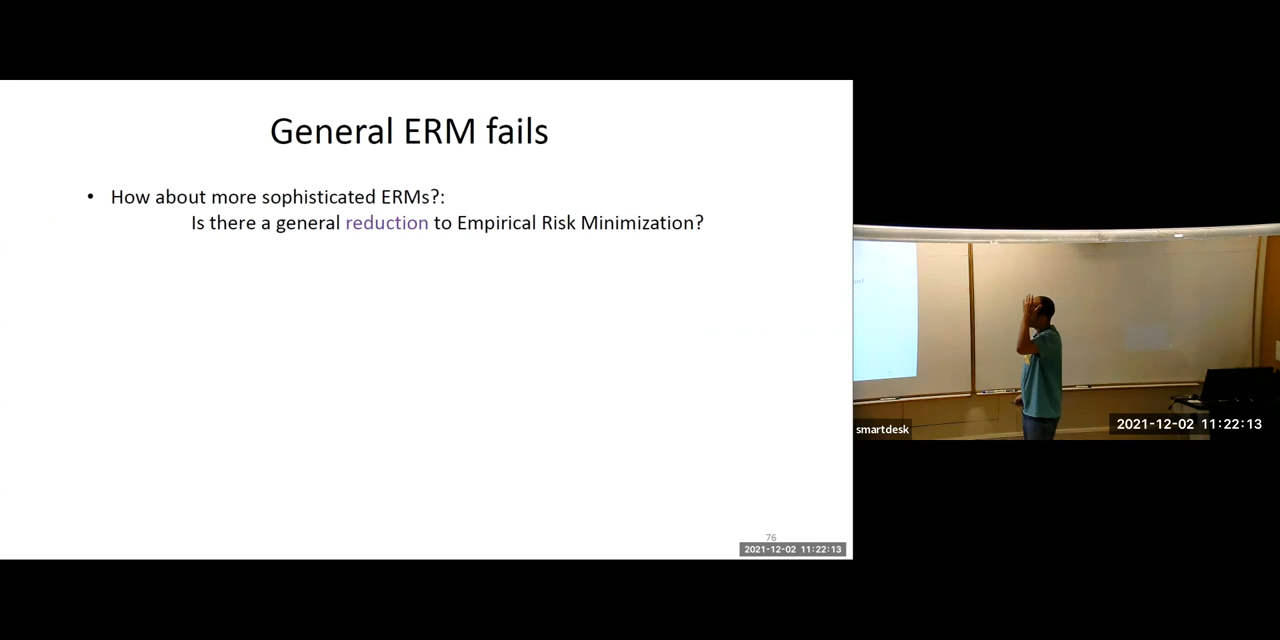 General ERM fails
• How about more sophisticated ERMs?:
Is there a general reduction to Empirical Risk Minimization?
76
2021-12-02 11:22:13
smartdesk
2021-12-02 11:22:13